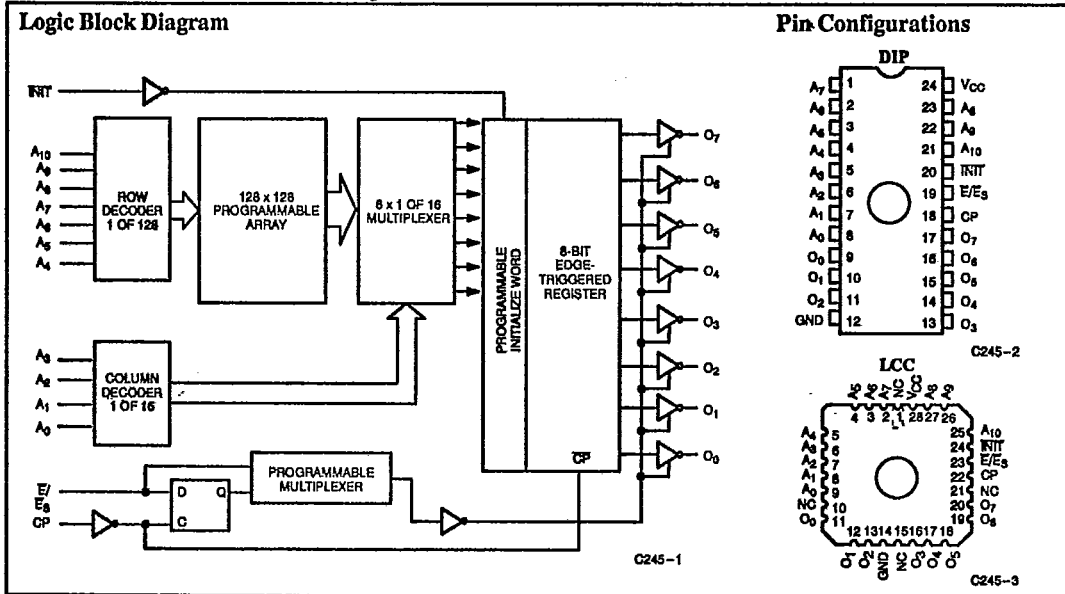 Logic Block Diagram
INIT
A10
A9
A8
A7
A6
A5
A4
ROW
DECODER
1 OF 128
128 x 128
PROGRAMMABLE
ARRAY
8 x 1 OF 16
MULTIPLEXER
PROGRAMMABLE
INITIALIZE WORD
8-BIT
EDGE-
TRIGGERED
REGISTER
CP
O7
O6
O5
O4
O3
O2
O1
O0
A3
A2
A1
A0
COLUMN
DECODER
1 OF 16
E/
ES
CP
D Q
C
PROGRAMMABLE
MULTIPLEXER
C245-1
Pin Configurations
DIP
A7 1 24 VCC
A6 2 23 A8
A5 3 22 A9
A4 4 21 A10
A3 5 20 INIT
A2 6 19 E/ES
A1 7 18 CP
A0 8 17 O7
O0 9 16 O6
O1 10 15 O5
O2 11 14 O4
GND 12 13 O3
C245-2
LCC
A5 A6 A7 NC VCC A8 A9
4 3 2 1 28 27 26
A4 5 25 A10
A3 6 24 INIT
A2 7 23 E/ES
A1 8 22 CP
A0 9 21 NC
NC 10 20 O7
O0 11 19 O6
12 13 14 15 16 17 18
O1 O2 GND NC O3 O4 O5
C245-3